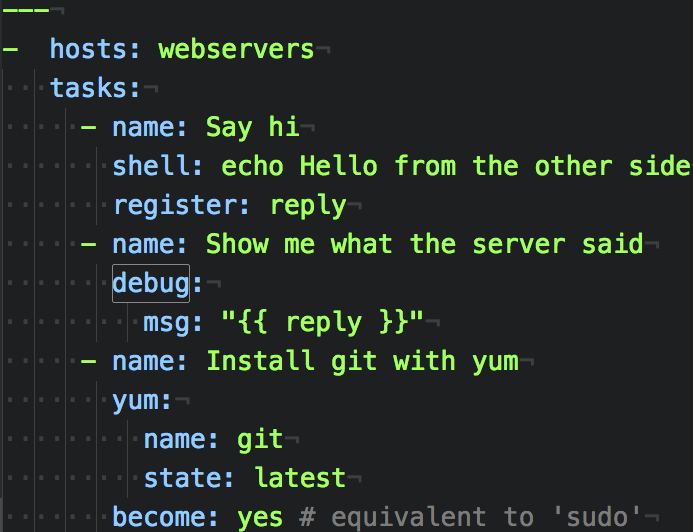 ---
- hosts: webservers
tasks:
- name: Say hi
shell: echo Hello from the other side
register: reply
- name: Show me what the server said
debug:
msg: "{{ reply }}"
- name: Install git with yum
yum:
name: git
state: latest
become: yes # equivalent to 'sudo'